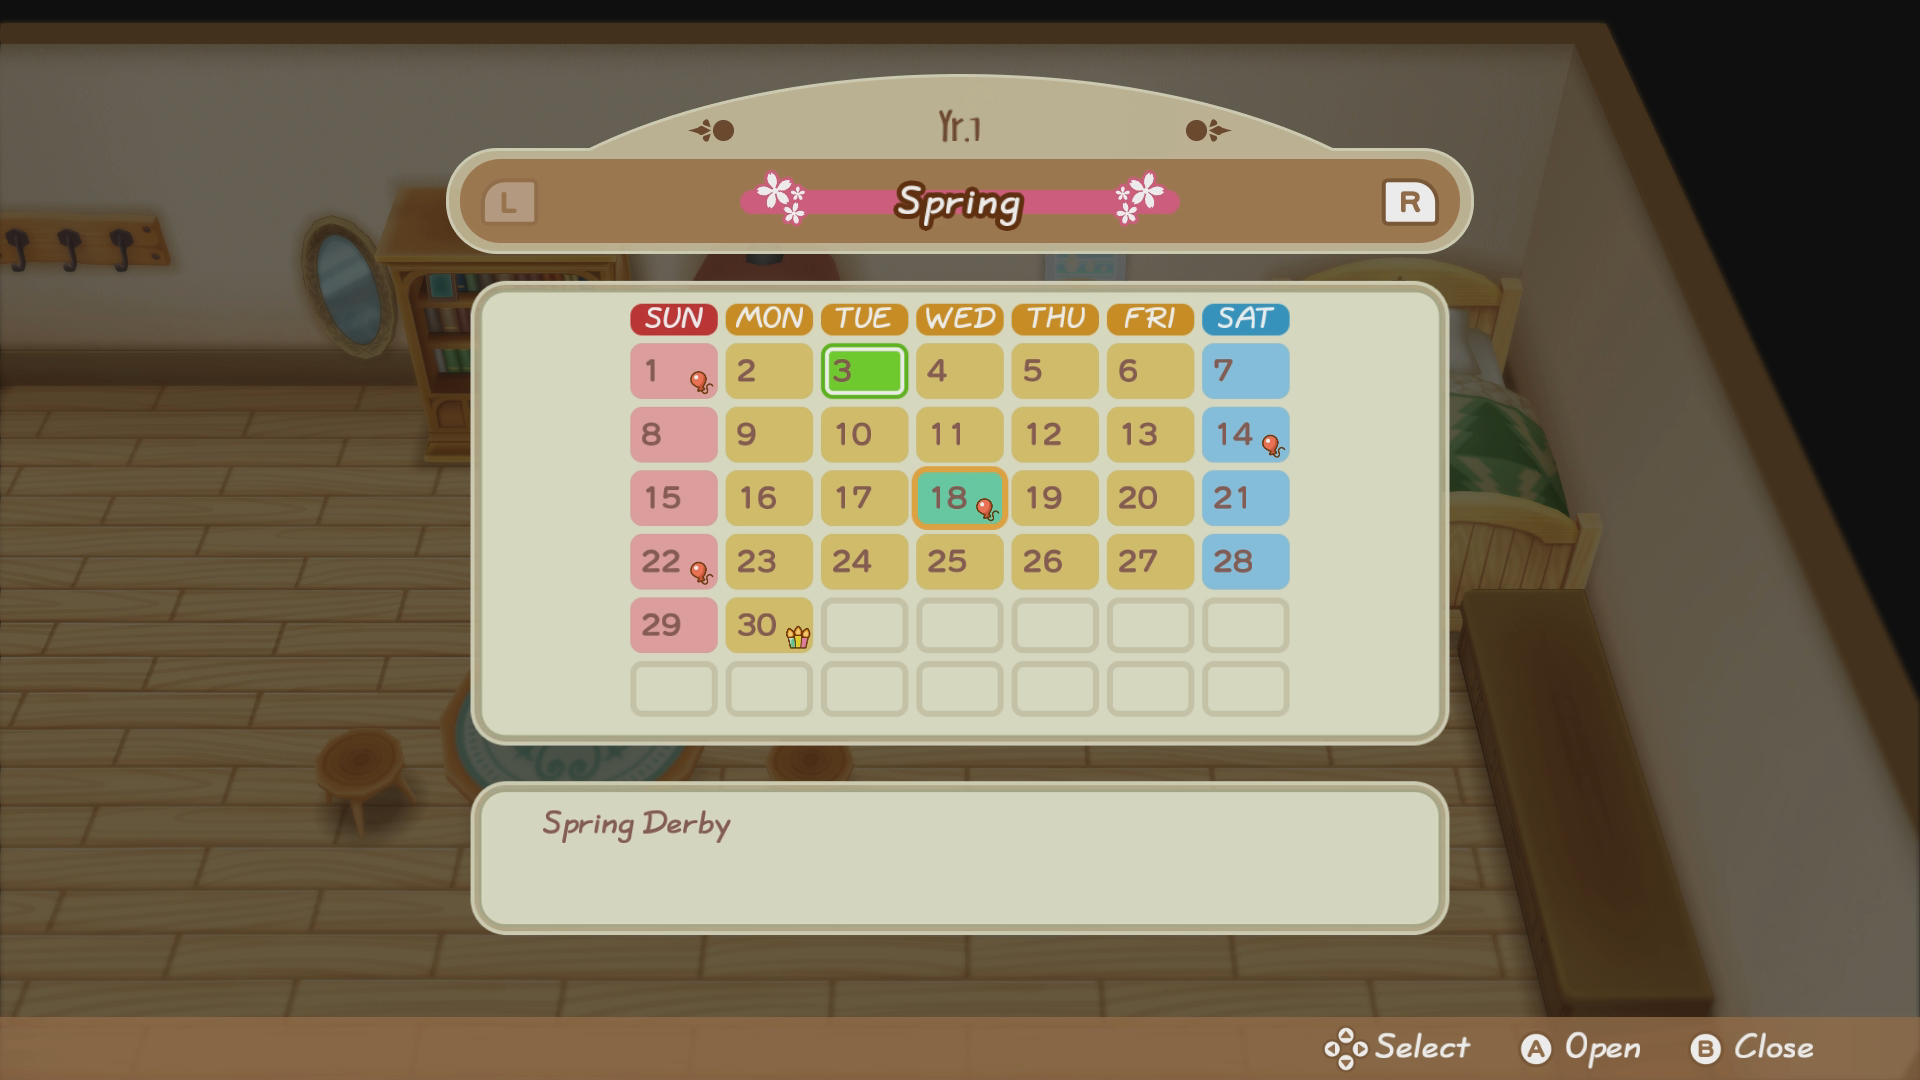 Yr.1
L Spring R
SUN MON TUE WED THU FRI SAT
1 2 3 4 5 6 7
8 9 10 11 12 13 14
15 16 17 18 19 20 21
22 23 24 25 26 27 28
29 30
Spring Derby
Select A Open B Close